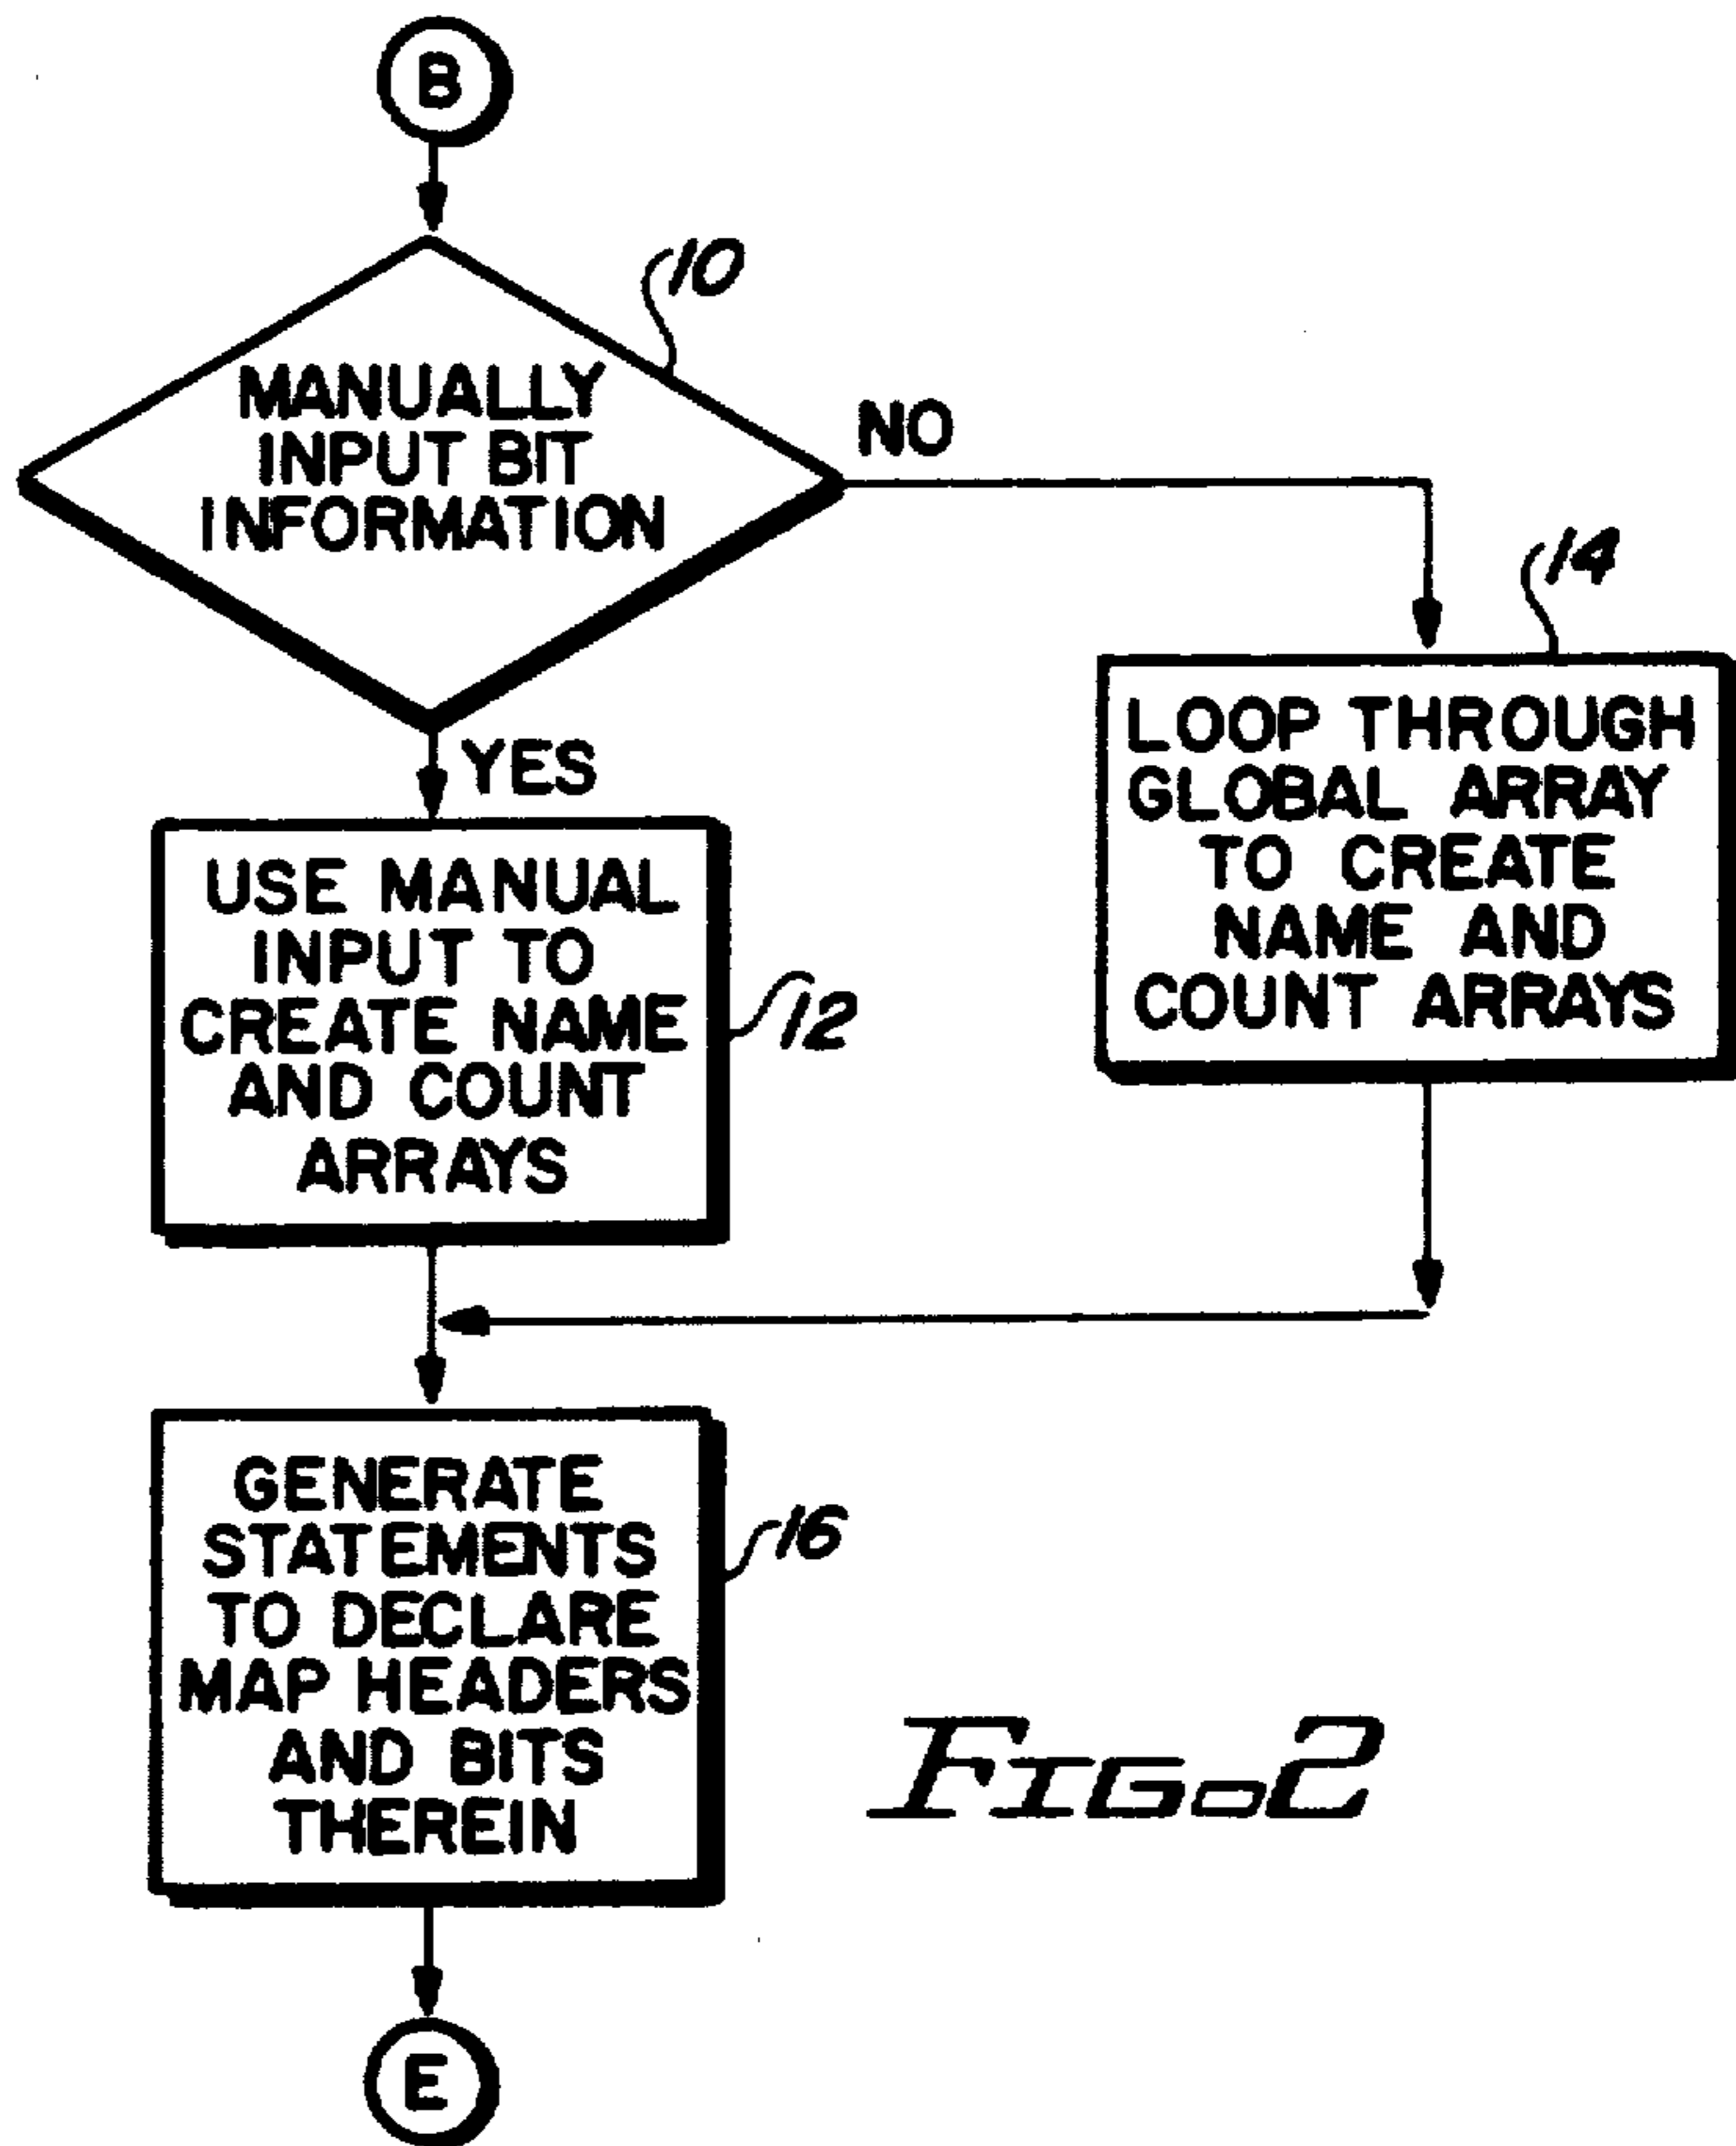 B
MANUALLY
INPUT BIT
INFORMATION
10
NO
YES
14
LOOP THROUGH
GLOBAL ARRAY
TO CREATE
NAME AND
COUNT ARRAYS
USE MANUAL
INPUT TO
CREATE NAME
AND COUNT
ARRAYS
12
GENERATE
STATEMENTS
TO DECLARE
MAP HEADERS
AND BITS
THEREIN
16
FIG. 2
E